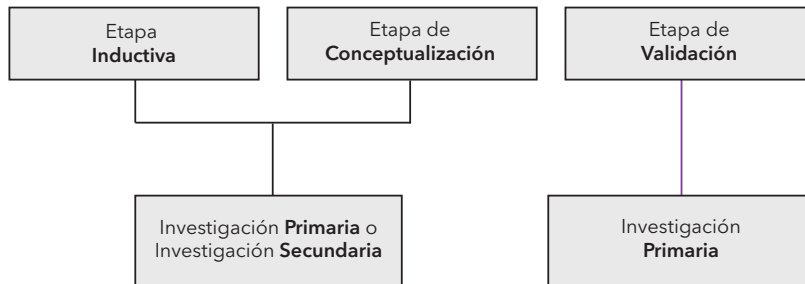 Etapa
Inductiva
Etapa de
Conceptualización
Etapa de
Validación
Investigación Primaria o
Investigación Secundaria
Investigación
Primaria